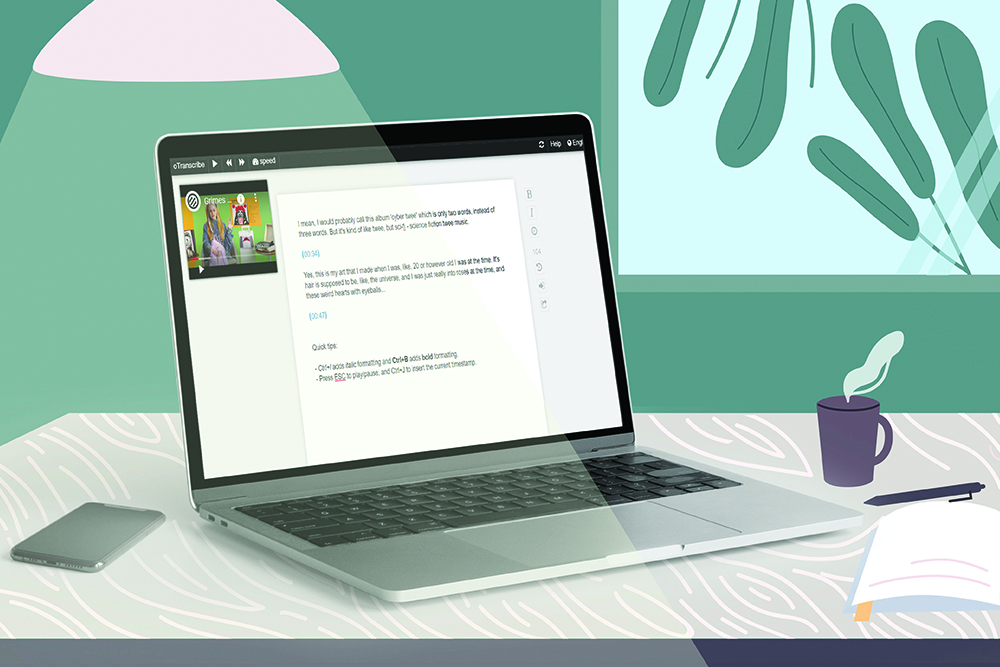 oTranscribe speed Help Engl
Grimes
I mean, I would probably call this album 'cyber twee' which is only two words, instead of
three words. But it's kind of like twee, but sci-fi - science fiction twee music.
(00:34)
Yes, this is my art that I made when I was, like, 20 or however old I was at the time. It's
hair is supposed to be, like, the universe, and I was just really into roses at the time, and
these weird hearts with eyeballs...
(00:47)
Quick tips:
- Ctrl+I adds italic formatting and Ctrl+B adds bold formatting.
- Press ESC to play/pause, and Ctrl+J to insert the current timestamp.
B
I